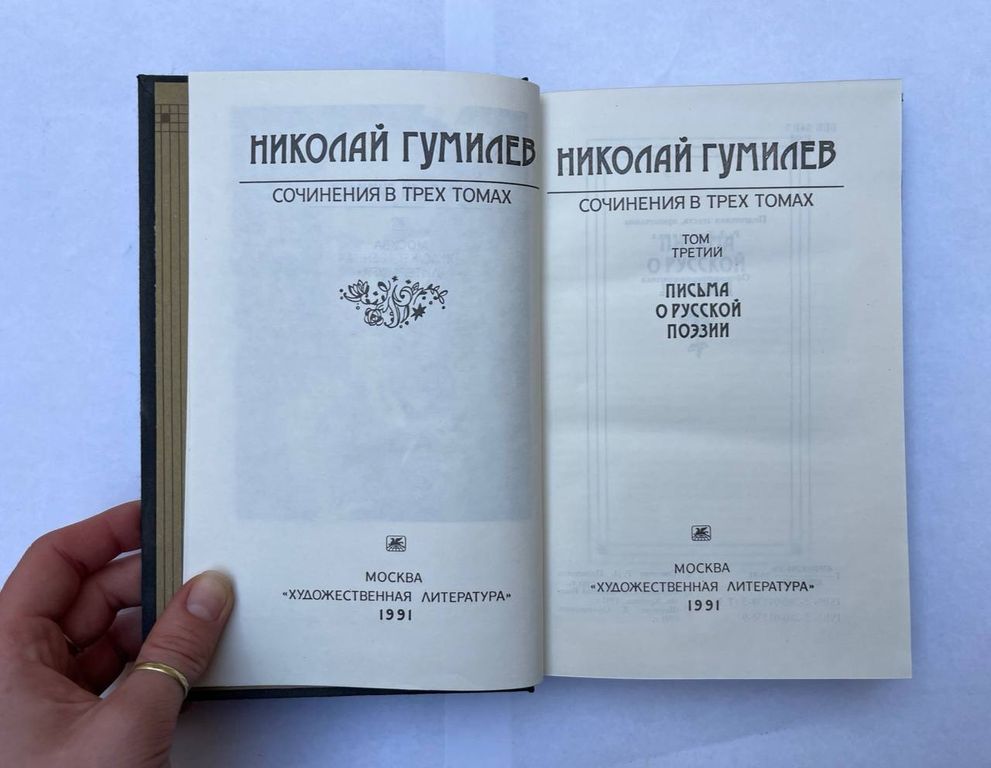 НИКОЛАЙ ГУМИЛЕВ
СОЧИНЕНИЯ В ТРЕХ ТОМАХ
МОСКВА
«ХУДОЖЕСТВЕННАЯ ЛИТЕРАТУРА»
1991
НИКОЛАЙ ГУМИЛЕВ
СОЧИНЕНИЯ В ТРЕХ ТОМАХ
ТОМ
ТРЕТИЙ
ПИСЬМА
О РУССКОЙ
ПОЭЗИИ
МОСКВА
«ХУДОЖЕСТВЕННАЯ ЛИТЕРАТУРА»
1991